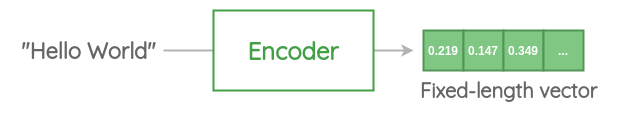 "Hello World"
Encoder
0.219 0.147 0.349 ...
Fixed-length vector